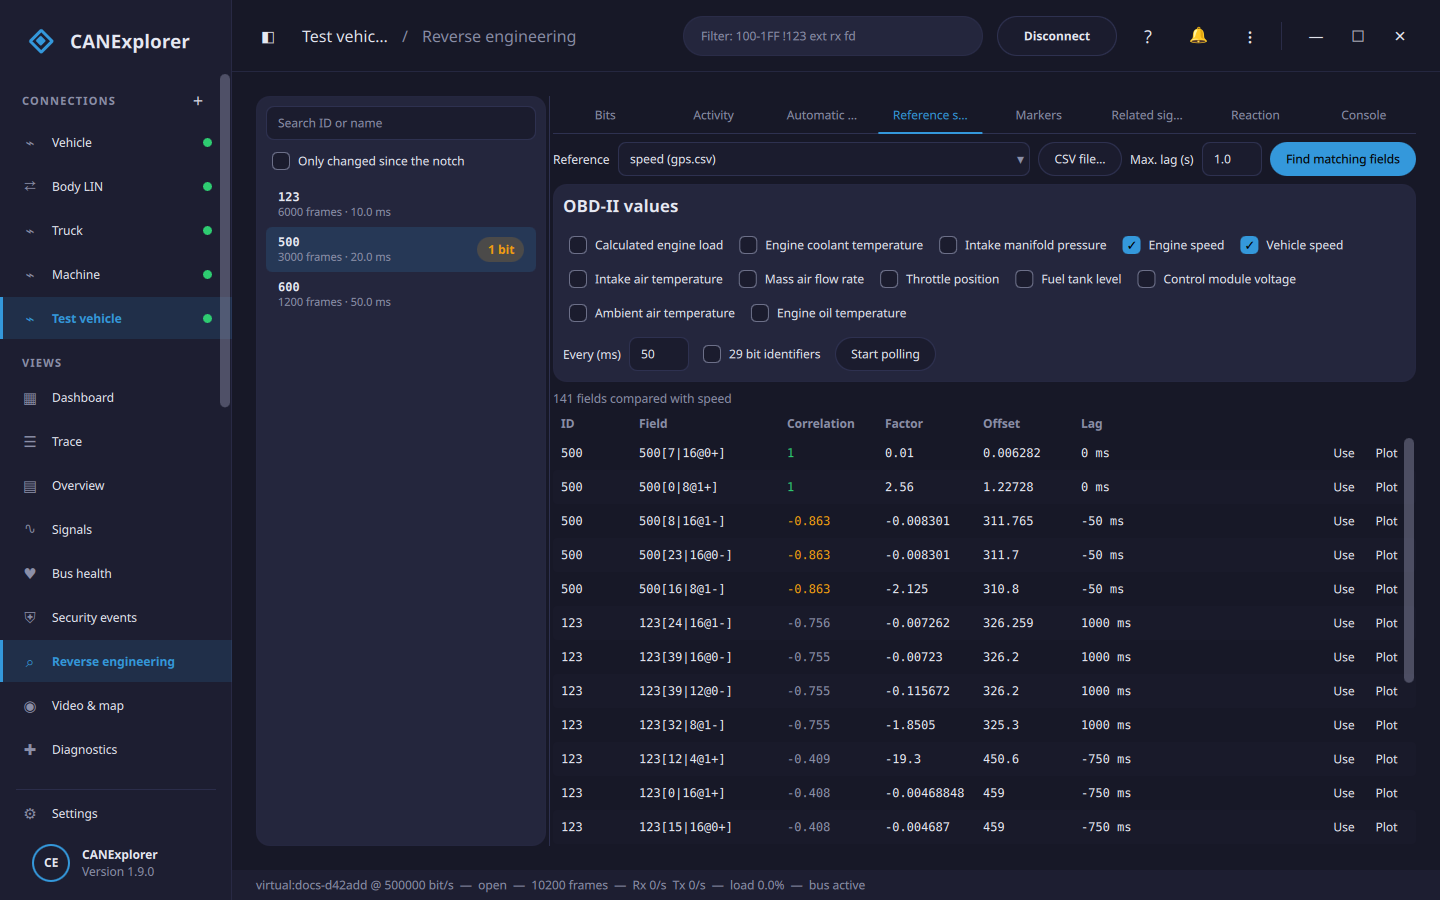 CANExplorer
CONNECTIONS +
Vehicle
Body LIN
Truck
Machine
Test vehicle
VIEWS
Dashboard
Trace
Overview
Signals
Bus health
Security events
Reverse engineering
Video & map
Diagnostics
Settings
CE
CANExplorer
Version 1.9.0
Test vehic... / Reverse engineering
Filter: 100-1FF !123 ext rx fd
Disconnect
?
Search ID or name
Only changed since the notch
123
6000 frames · 10.0 ms
500
3000 frames · 20.0 ms
1 bit
600
1200 frames · 50.0 ms
Bits Activity Automatic ... Reference s... Markers Related sig... Reaction Console
Reference speed (gps.csv) CSV file... Max. lag (s) 1.0 Find matching fields
OBD-II values
Calculated engine load Engine coolant temperature Intake manifold pressure Engine speed Vehicle speed
Intake air temperature Mass air flow rate Throttle position Fuel tank level Control module voltage
Ambient air temperature Engine oil temperature
Every (ms) 50 29 bit identifiers Start polling
141 fields compared with speed
ID Field Correlation Factor Offset Lag
500 500[7|16@0+] 1 0.01 0.006282 0 ms Use Plot
500 500[0|8@1+] 1 2.56 1.22728 0 ms Use Plot
500 500[8|16@1-] -0.863 -0.008301 311.765 -50 ms Use Plot
500 500[23|16@0-] -0.863 -0.008301 311.7 -50 ms Use Plot
500 500[16|8@1-] -0.863 -2.125 310.8 -50 ms Use Plot
123 123[24|16@1-] -0.756 -0.007262 326.259 1000 ms Use Plot
123 123[39|16@0-] -0.755 -0.00723 326.2 1000 ms Use Plot
123 123[39|12@0-] -0.755 -0.115672 326.2 1000 ms Use Plot
123 123[32|8@1-] -0.755 -1.8505 325.3 1000 ms Use Plot
123 123[12|4@1+] -0.409 -19.3 450.6 -750 ms Use Plot
123 123[0|16@1+] -0.408 -0.00468848 459 -750 ms Use Plot
123 123[15|16@0+] -0.408 -0.004687 459 -750 ms Use Plot
virtual:docs-d42add @ 500000 bit/s — open — 10200 frames — Rx 0/s Tx 0/s — load 0.0% — bus active